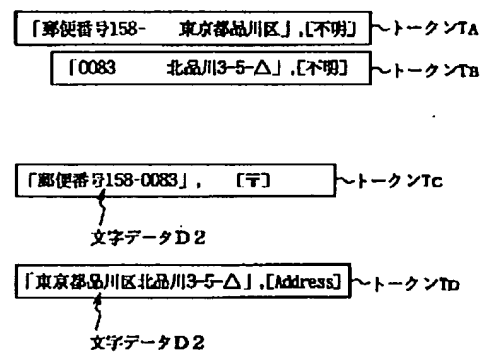 「郵便番号158- 東京都品川区」,[不明] トークンTA
「0083 北品川3-5-△」,[不明] トークンTB
「郵便番号158-0083」, [〒] トークンTC
文字データD2
「東京都品川区北品川3-5-△」,[Address] トークンTD
文字データD2